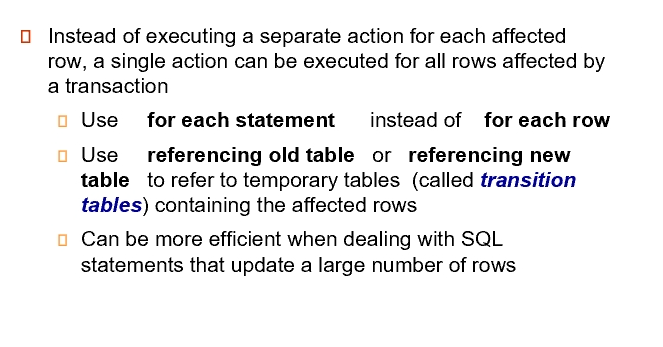 Instead of executing a separate action for each affected
row, a single action can be executed for all rows affected by
a transaction
Use for each statement instead of for each row
Use referencing old table or referencing new
table to refer to temporary tables (called transition
tables) containing the affected rows
Can be more efficient when dealing with SQL
statements that update a large number of rows